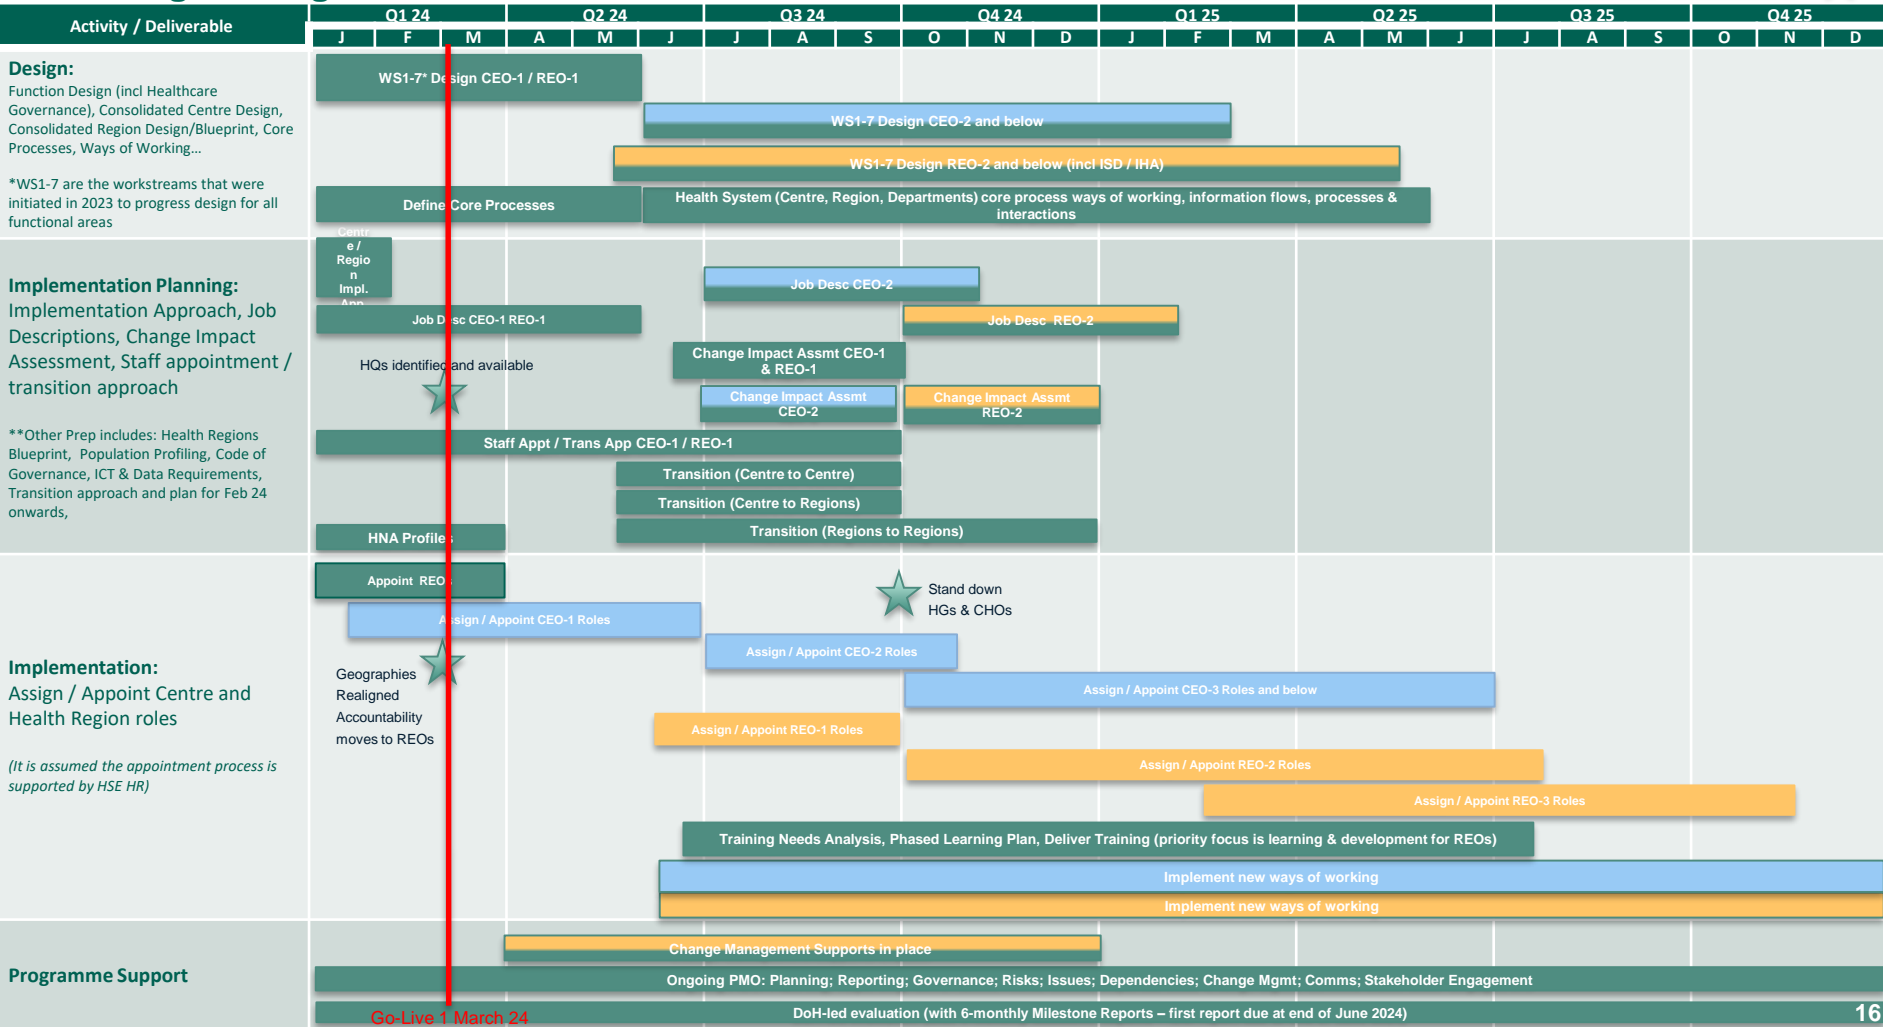 Activity / Deliverable
Q1 24
Q2 24
Q3 24
Q4 24
Q1 25
Q2 25
Q3 25
Q4 25
J F M A M J J A S O N D J F M A M J J A S O N D
Design:
Function Design (incl Healthcare
Governance), Consolidated Centre Design,
Consolidated Region Design/Blueprint, Core
Processes, Ways of Working...
*WS1-7 are the workstreams that were
initiated in 2023 to progress design for all
functional areas
WS1-7* Design CEO-1 / REO-1
WS1-7 Design CEO-2 and below
WS1-7 Design REO-2 and below (incl ISD / IHA)
Define Core Processes
Health System (Centre, Region, Departments) core process ways of working, information flows, processes &
interactions
Implementation Planning:
Implementation Approach, Job
Descriptions, Change Impact
Assessment, Staff appointment /
transition approach
**Other Prep includes: Health Regions
Blueprint, Population Profiling, Code of
Governance, ICT & Data Requirements,
Transition approach and plan for Feb 24
onwards,
Centr
e /
Regio
n
Impl.
App
Job Desc CEO-2
Job Desc CEO-1 REO-1
Job Desc REO-2
Change Impact Assmt CEO-1
& REO-1
HQs identified and available
Change Impact Assmt
CEO-2
Change Impact Assmt
REO-2
Staff Appt / Trans App CEO-1 / REO-1
Transition (Centre to Centre)
Transition (Centre to Regions)
Transition (Regions to Regions)
HNA Profiles
Implementation:
Assign / Appoint Centre and
Health Region roles
(It is assumed the appointment process is
supported by HSE HR)
Appoint REOs
Stand down
HGs & CHOs
Assign / Appoint CEO-1 Roles
Assign / Appoint CEO-2 Roles
Geographies
Realigned
Accountability
moves to REOs
Assign / Appoint CEO-3 Roles and below
Assign / Appoint REO-1 Roles
Assign / Appoint REO-2 Roles
Assign / Appoint REO-3 Roles
Training Needs Analysis, Phased Learning Plan, Deliver Training (priority focus is learning & development for REOs)
Implement new ways of working
Implement new ways of working
Programme Support
Change Management Supports in place
Ongoing PMO: Planning; Reporting; Governance; Risks; Issues; Dependencies; Change Mgmt; Comms; Stakeholder Engagement
DoH-led evaluation (with 6-monthly Milestone Reports – first report due at end of June 2024)
Go-Live 1 March 24
16